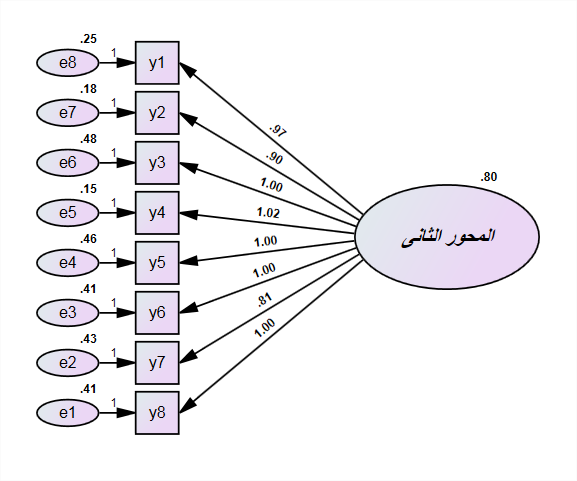 .25
e8 1 y1
.97
.18
e7 1 y2
.90
.48
e6 1 y3
1.00
.80
.15
e5 1 y4
1.02
المحور الثانى
.46
e4 1 y5
1.00
.41
e3 1 y6
1.00
.43
e2 1 y7
.81
.41
e1 1 y8
1.00